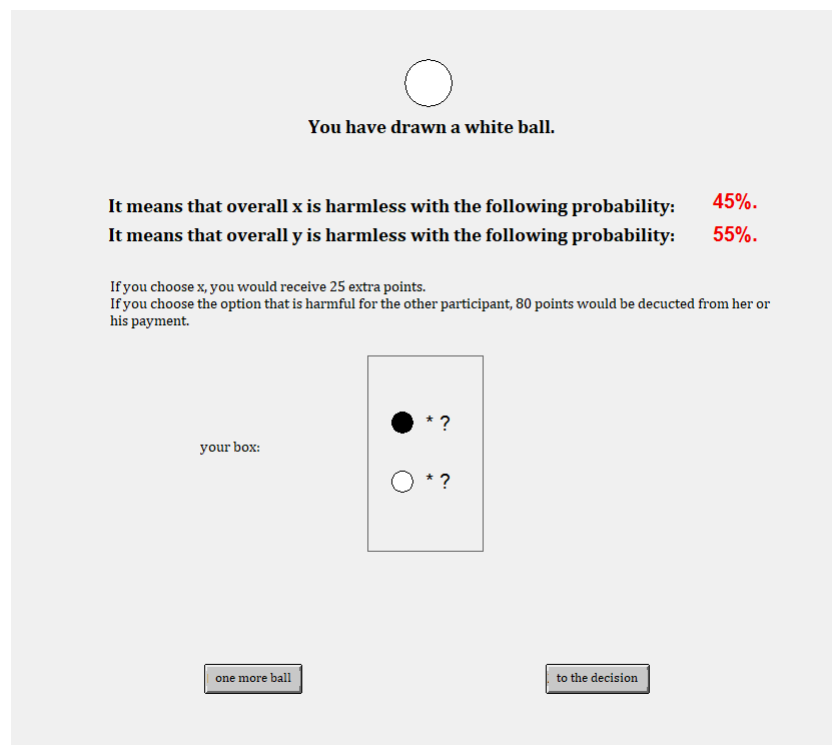 You have drawn a white ball.
It means that overall x is harmless with the following probability: 45%.
It means that overall y is harmless with the following probability: 55%.
If you choose x, you would receive 25 extra points.
If you choose the option that is harmful for the other participant, 80 points would be decucted from her or
his payment.
* ?
your box:
* ?
one more ball
to the decision